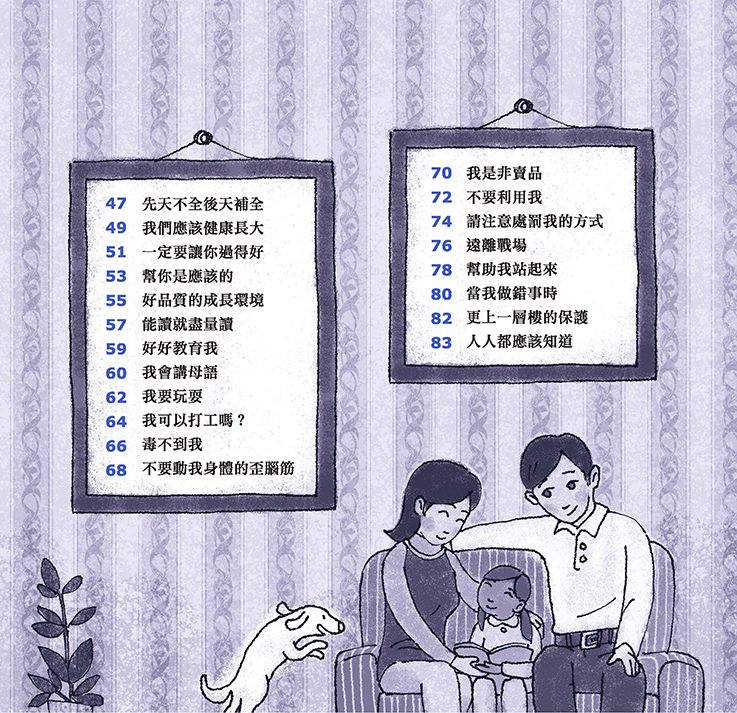 47 先天不全後天補全
49 我們應該健康長大
51 一定要讓你過得好
53 幫你是應該的
55 好品質的成長環境
57 能讀就盡量讀
59 好好教育我
60 我會講母語
62 我要玩耍
64 我可以打工嗎？
66 毒不到我
68 不要動我身體的歪腦筋
70 我是非賣品
72 不要利用我
74 請注意處罰我的方式
76 遠離戰場
78 幫助我站起來
80 當我做錯事時
82 更上一層樓的保護
83 人人都應該知道